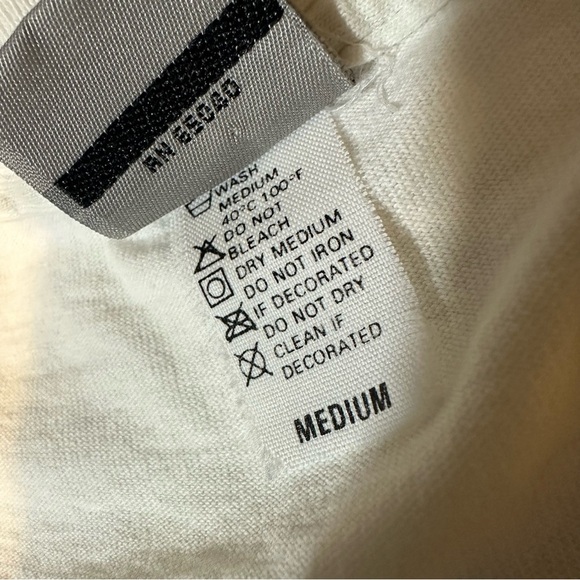 RN 65040
WASH
MEDIUM
40°C 100°F
DO NOT
BLEACH
DRY MEDIUM
DO NOT IRON
IF DECORATED
DO NOT DRY
CLEAN IF
DECORATED
MEDIUM